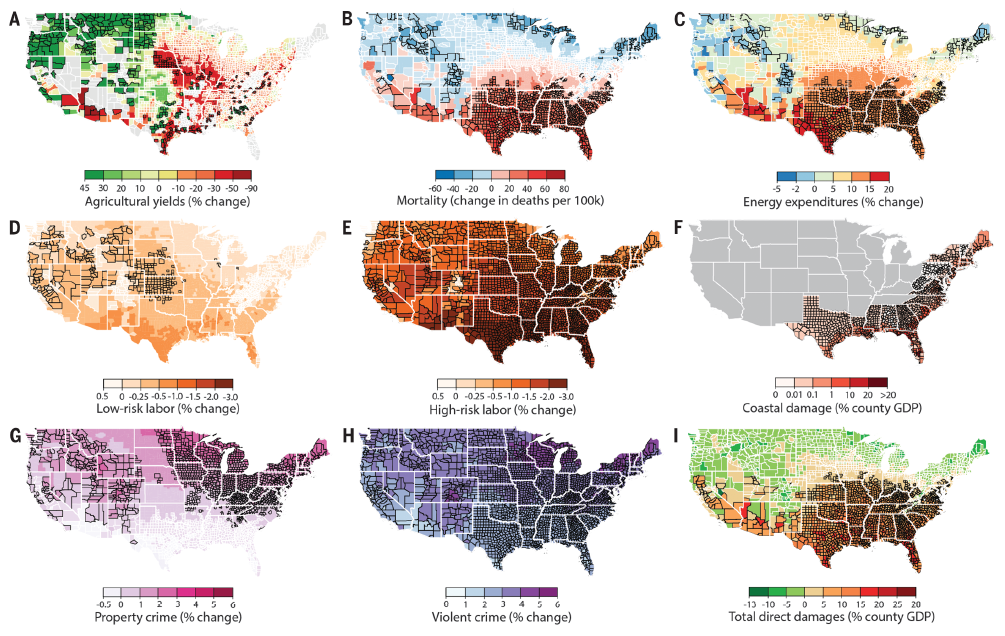 A
B
C
45 30 20 10 0 -10 -20 -30 -50 -90
Agricultural yields (% change)
-60 -40 -20 0 20 40 60 80
Mortality (change in deaths per 100k)
-5 -2 0 5 10 15 20
Energy expenditures (% change)
D
E
F
0.5 0 -0.25 -0.5 -1.0 -1.5 -2.0 -3.0
Low-risk labor (% change)
0.5 0 -0.25 -0.5 -1.0 -1.5 -2.0 -3.0
High-risk labor (% change)
0 0.01 0.1 1 10 20 >20
Coastal damage (% county GDP)
G
H
I
-0.5 0 1 2 3 4 5 6
Property crime (% change)
0 1 2 3 4 5 6
Violent crime (% change)
-15 -10 -5 0 5 10 15 20 25 20
Total direct damages (% county GDP)